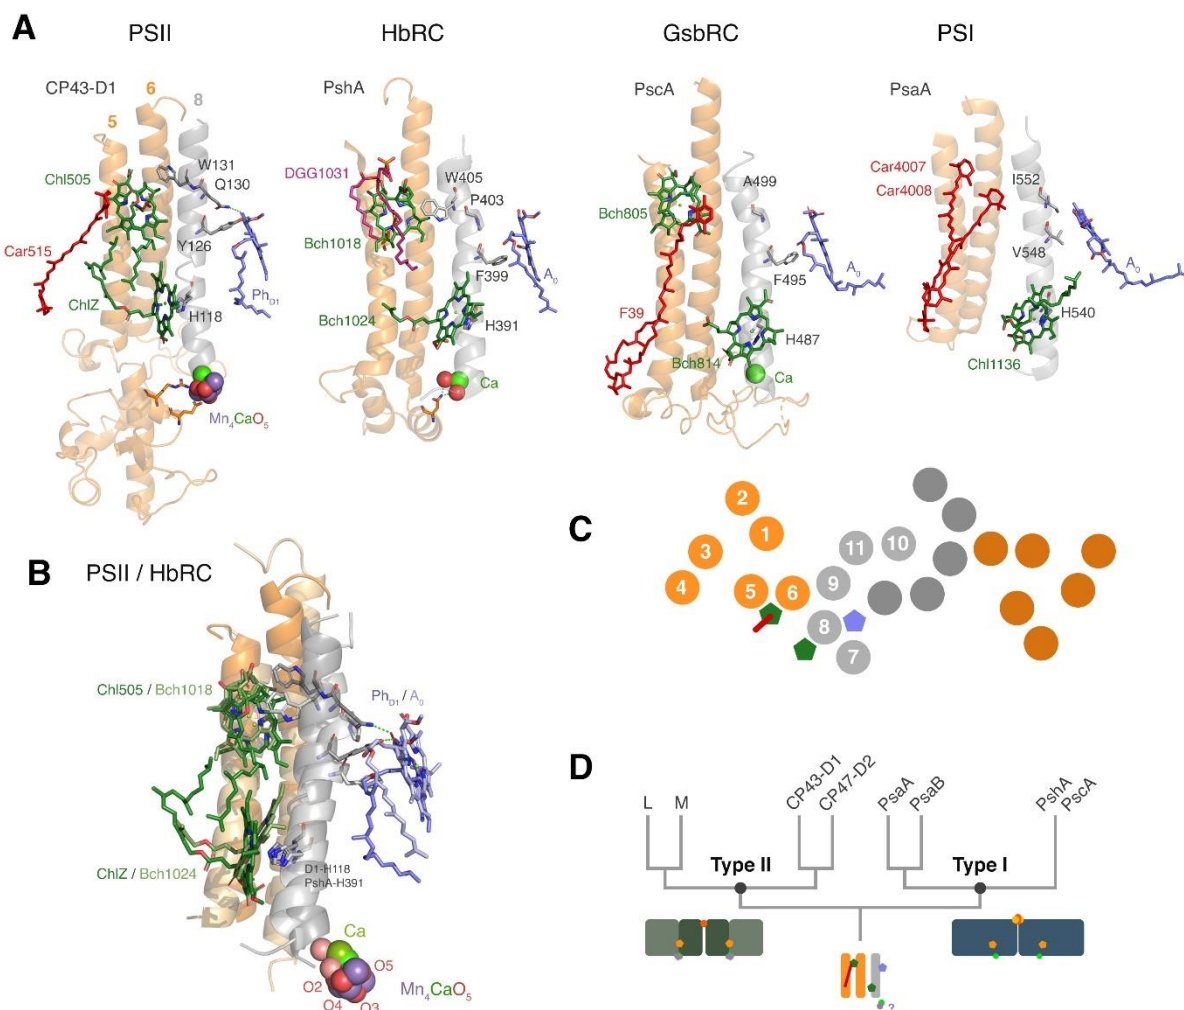 A
PSII
HbRC
GsbRC
PSI
CP43-D1
6
8
5
W131
Q130
Chl505
Y126
Car515
ChlZ
H118
Ph_D1
Mn₄CaO₅
PshA
DGG1031
W405
P403
Bch1018
F399
A₀
Bch1024
H391
Ca
PscA
A499
Bch805
F495
F39
H487
Bch814
Ca
PsaA
Car4007
Car4008
I552
V548
A₀
H540
Chl1136
B
PSII / HbRC
Chl505 / Bch1018
Ph_D1 / A₀
ChlZ / Bch1024
D1-H118
PshA-H391
Ca
O5
O2
O4
O3
Mn₄CaO₅
C
2
1
3
4
5
6
11
10
9
8
7
D
L
M
CP43-D1
CP47-D2
PsaA
PsaB
PshA
PscA
Type II
Type I
?